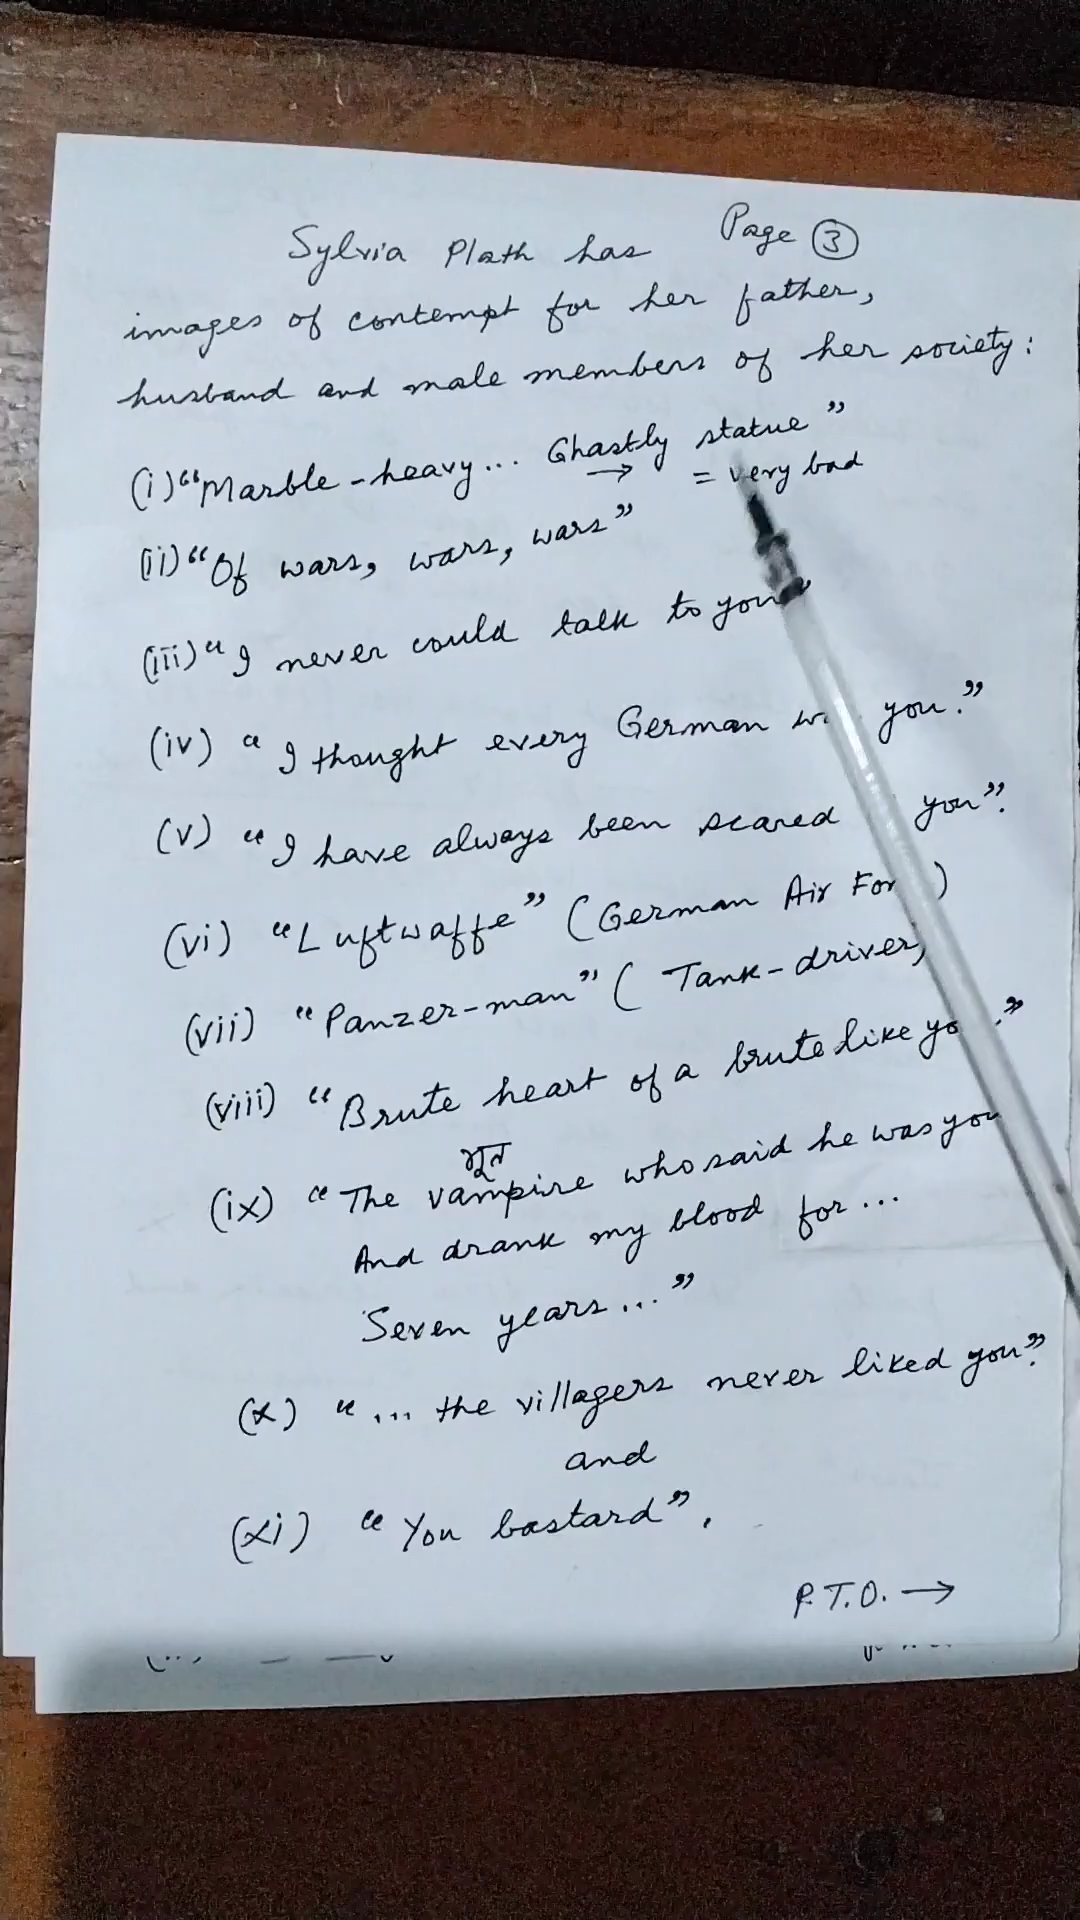 Page 3
Sylvia Plath has
images of contempt for her father,
husband and male members of her society:
(i) "Marble-heavy... Ghastly statue"
→ = very bad
(ii) "Of wars, wars, wars"
(iii) "I never could talk to you"
(iv) "I thought every German you."
(v) "I have always been scared you".
(vi) "Luftwaffe" (German Air For )
(vii) "Panzer-man" ( Tank-driver)
(viii) "Brute heart of a brute like yo ."
भूत
(ix) "The vampire who said he was you
And drank my blood for...
Seven years..."
(x) "... the villagers never liked you".
and
(xi) "You bastard".
P.T.O. →